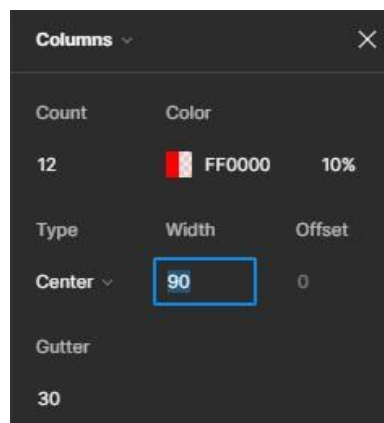 Columns
Count Color
12 FF0000 10%
Type Width Offset
Center 90 0
Gutter
30